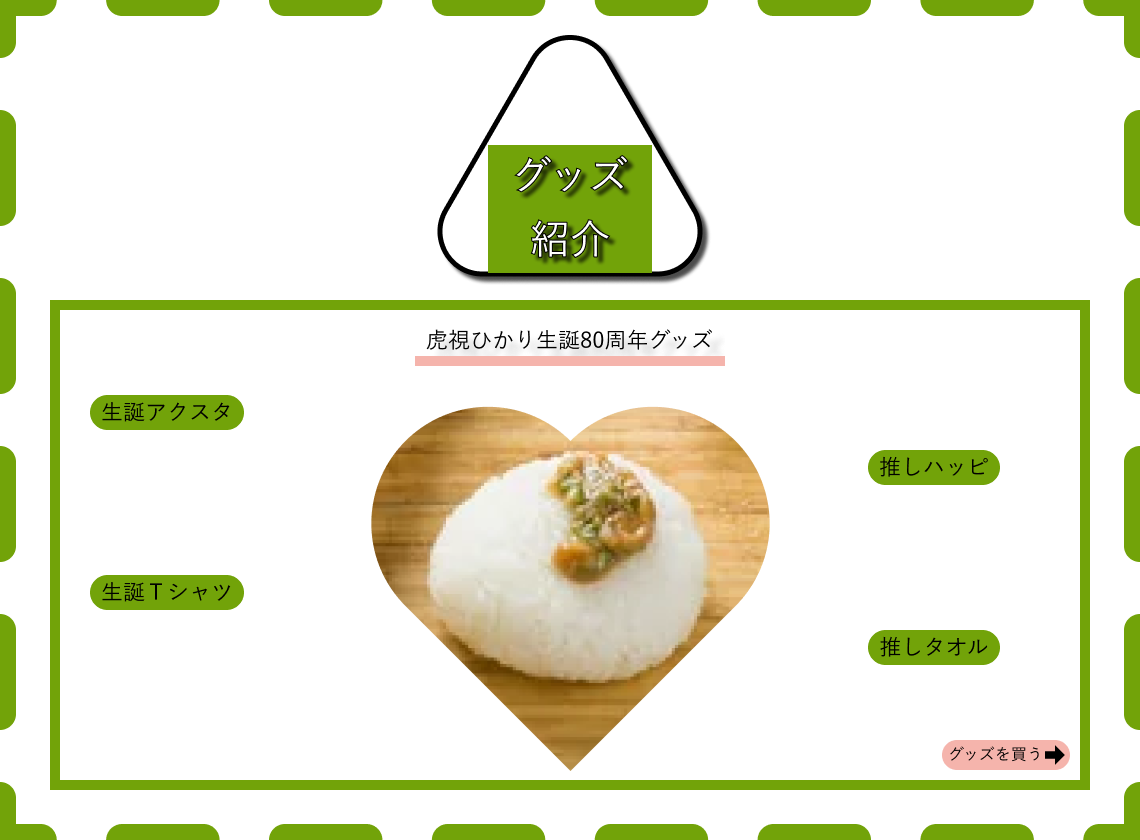 グッズ
紹介
虎視ひかり生誕80周年グッズ
生誕アクスタ
推しハッピ
生誕Ｔシャツ
推しタオル
グッズを買う